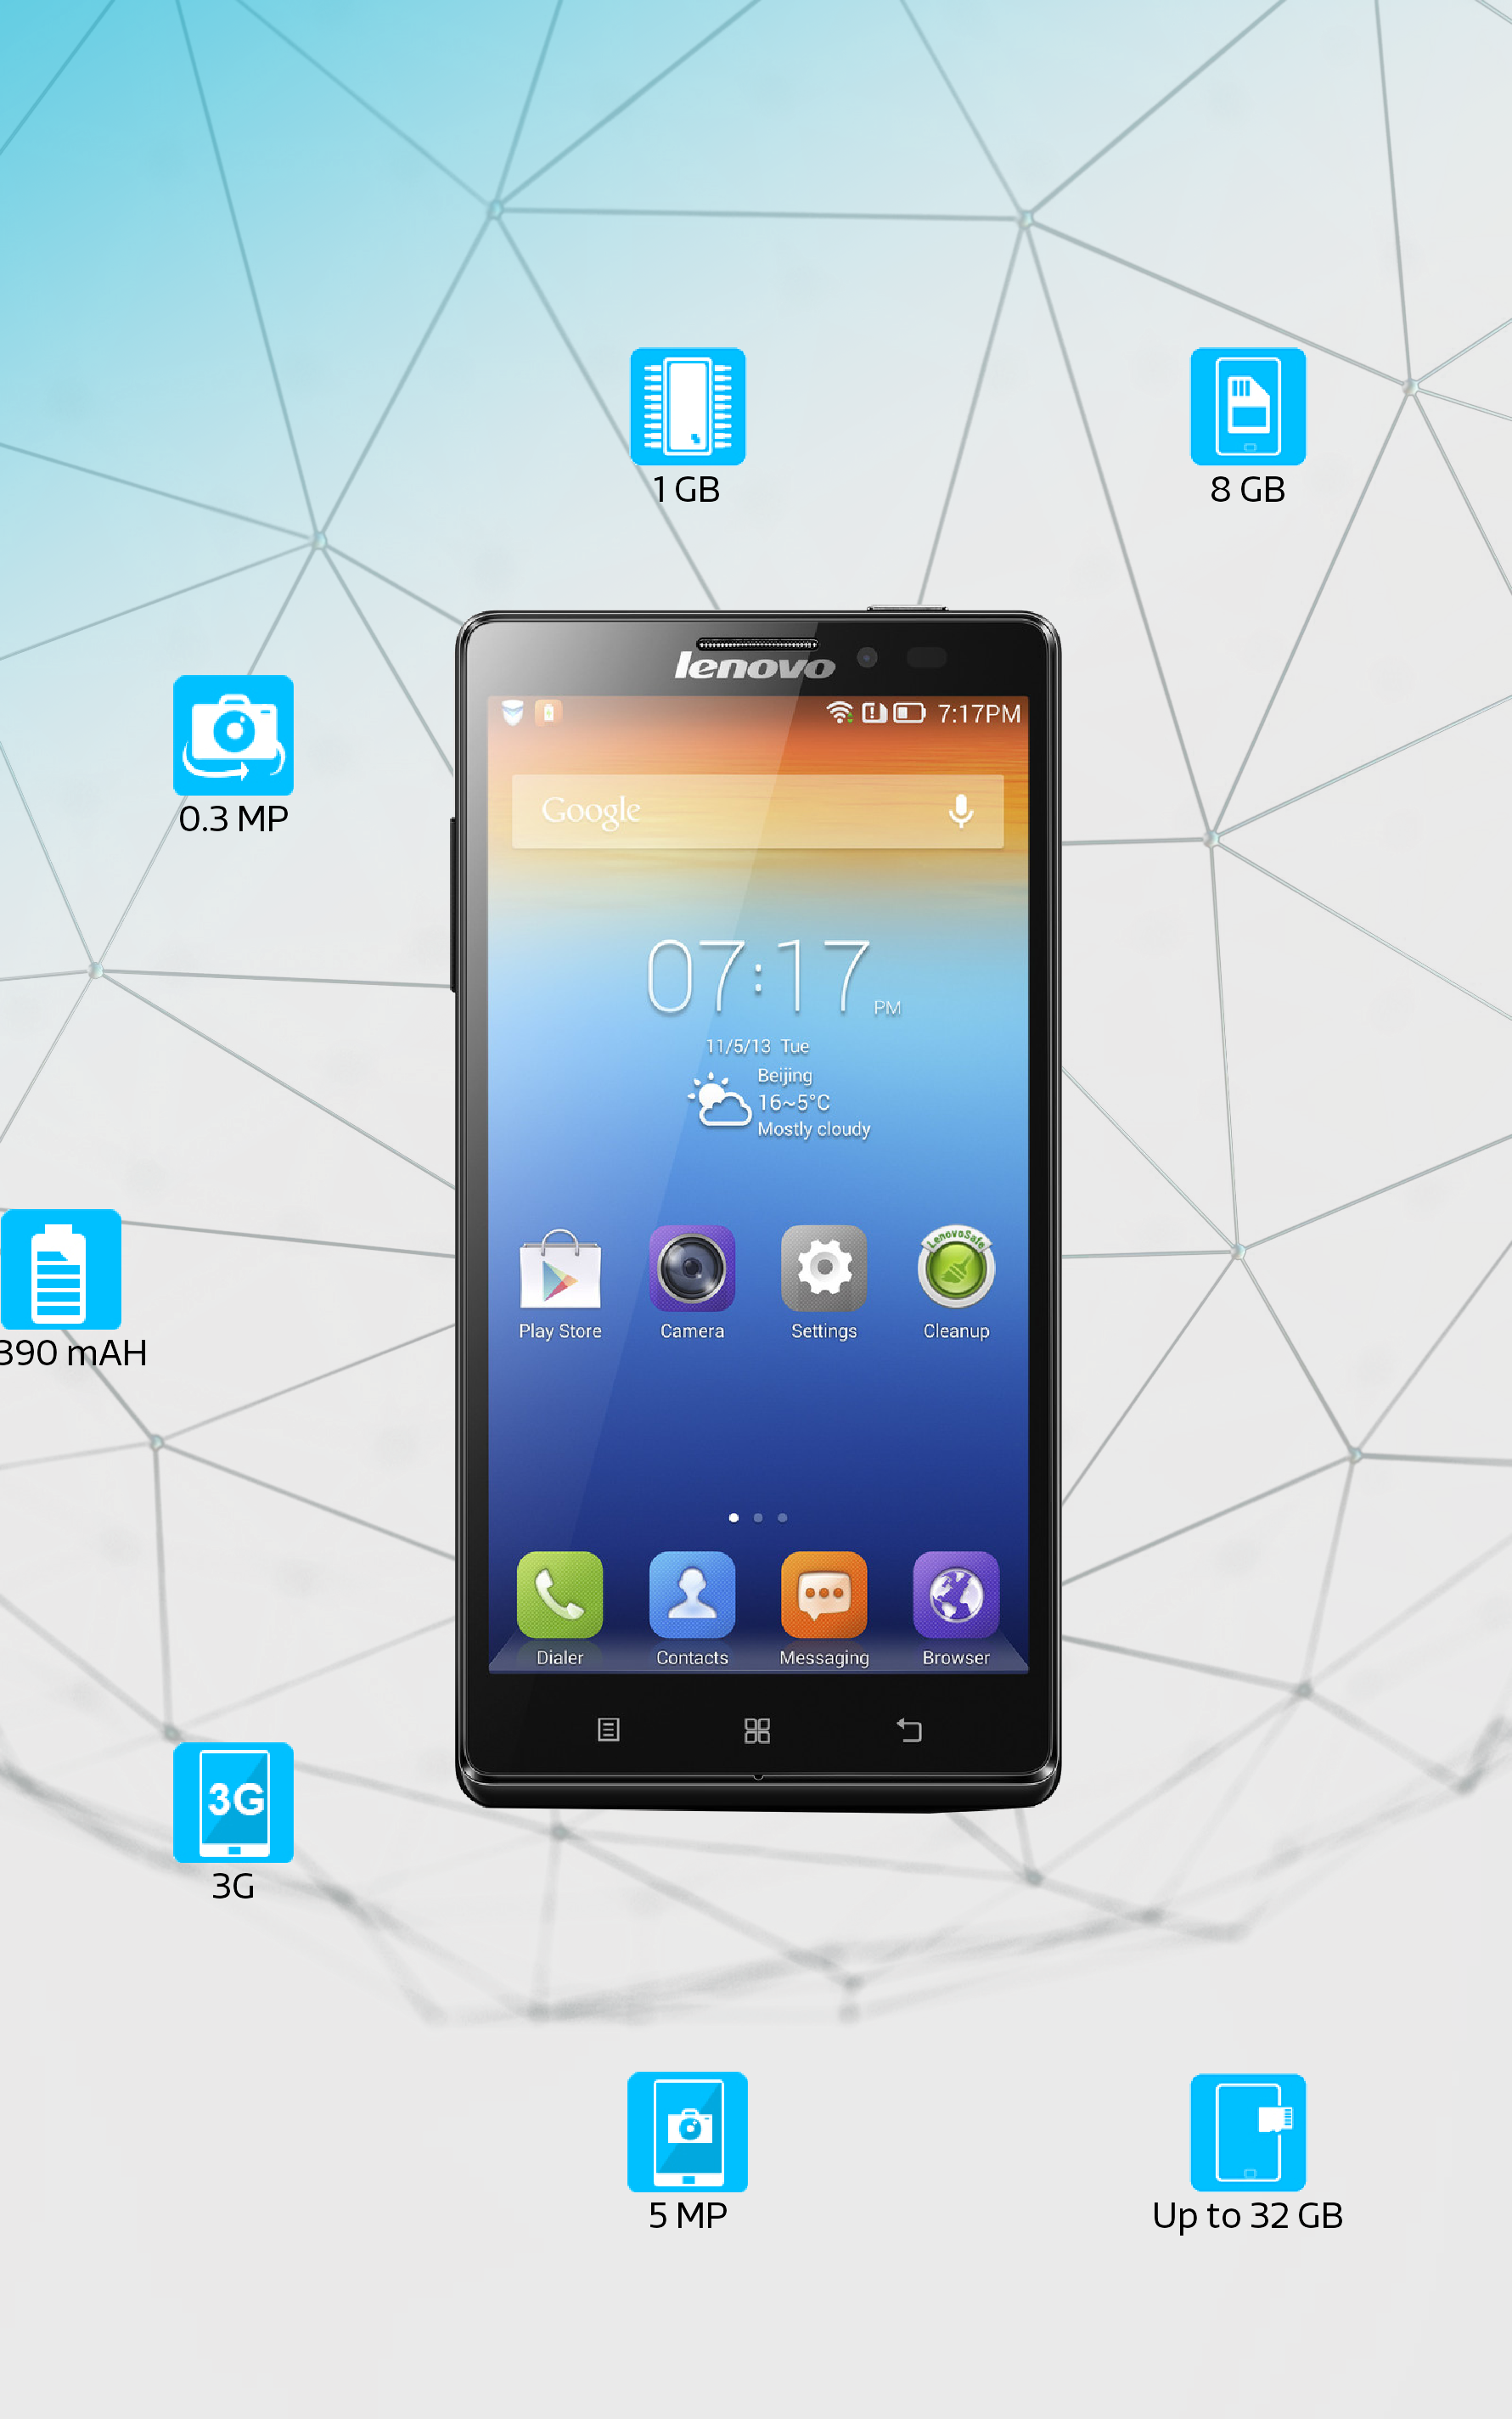 1 GB
8 GB
lenovo
7:17PM
0.3 MP
Google
07:17 PM
11/5/13 Tue
Beijing
16~5°C
Mostly cloudy
LenovoSafe
Play Store
Camera
Settings
Cleanup
390 mAH
Dialer
Contacts
Messaging
Browser
3G
3G
5 MP
Up to 32 GB